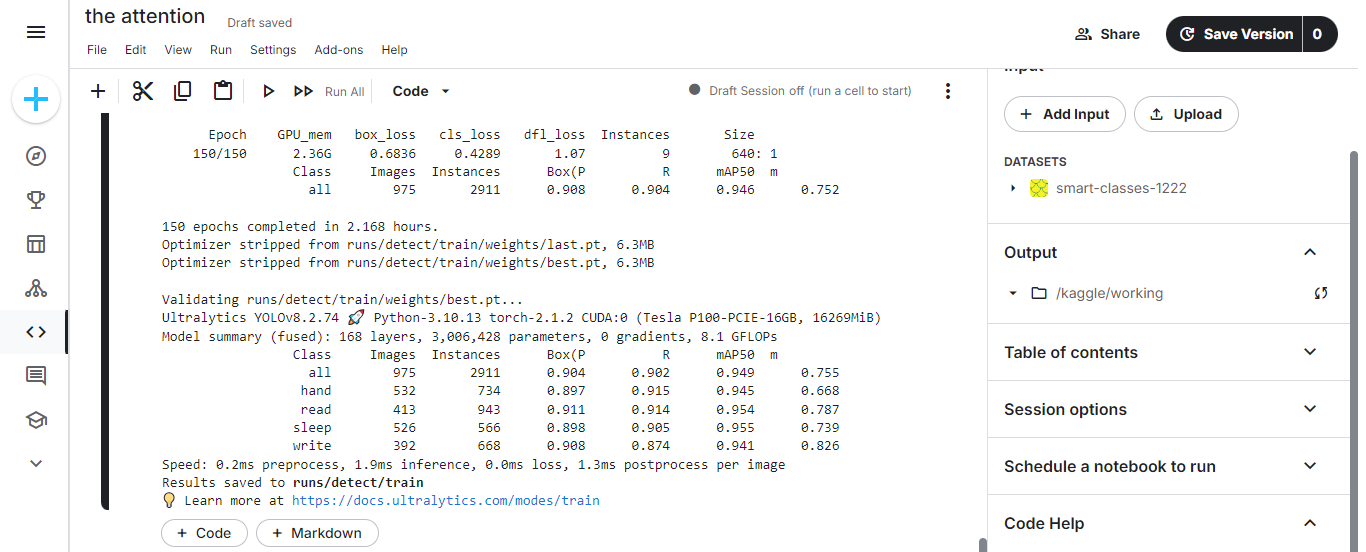 the attention Draft saved
File Edit View Run Settings Add-ons Help
Share
Save Version 0
Run All Code
Draft Session off (run a cell to start)
Epoch GPU_mem box_loss cls_loss dfl_loss Instances Size
150/150 2.36G 0.6836 0.4289 1.07 9 640: 1
Class Images Instances Box(P R mAP50 m
all 975 2911 0.908 0.904 0.946 0.752
150 epochs completed in 2.168 hours.
Optimizer stripped from runs/detect/train/weights/last.pt, 6.3MB
Optimizer stripped from runs/detect/train/weights/best.pt, 6.3MB
Validating runs/detect/train/weights/best.pt...
Ultralytics YOLOv8.2.74 🚀 Python-3.10.13 torch-2.1.2 CUDA:0 (Tesla P100-PCIE-16GB, 16269MiB)
Model summary (fused): 168 layers, 3,006,428 parameters, 0 gradients, 8.1 GFLOPs
Class Images Instances Box(P R mAP50 m
all 975 2911 0.904 0.902 0.949 0.755
hand 532 734 0.897 0.915 0.945 0.668
read 413 943 0.911 0.914 0.954 0.787
sleep 526 566 0.898 0.905 0.955 0.739
write 392 668 0.908 0.874 0.941 0.826
Speed: 0.2ms preprocess, 1.9ms inference, 0.0ms loss, 1.3ms postprocess per image
Results saved to runs/detect/train
💡 Learn more at https://docs.ultralytics.com/modes/train
+ Code + Markdown
Input
+ Add Input Upload
DATASETS
smart-classes-1222
Output
/kaggle/working
Table of contents
Session options
Schedule a notebook to run
Code Help